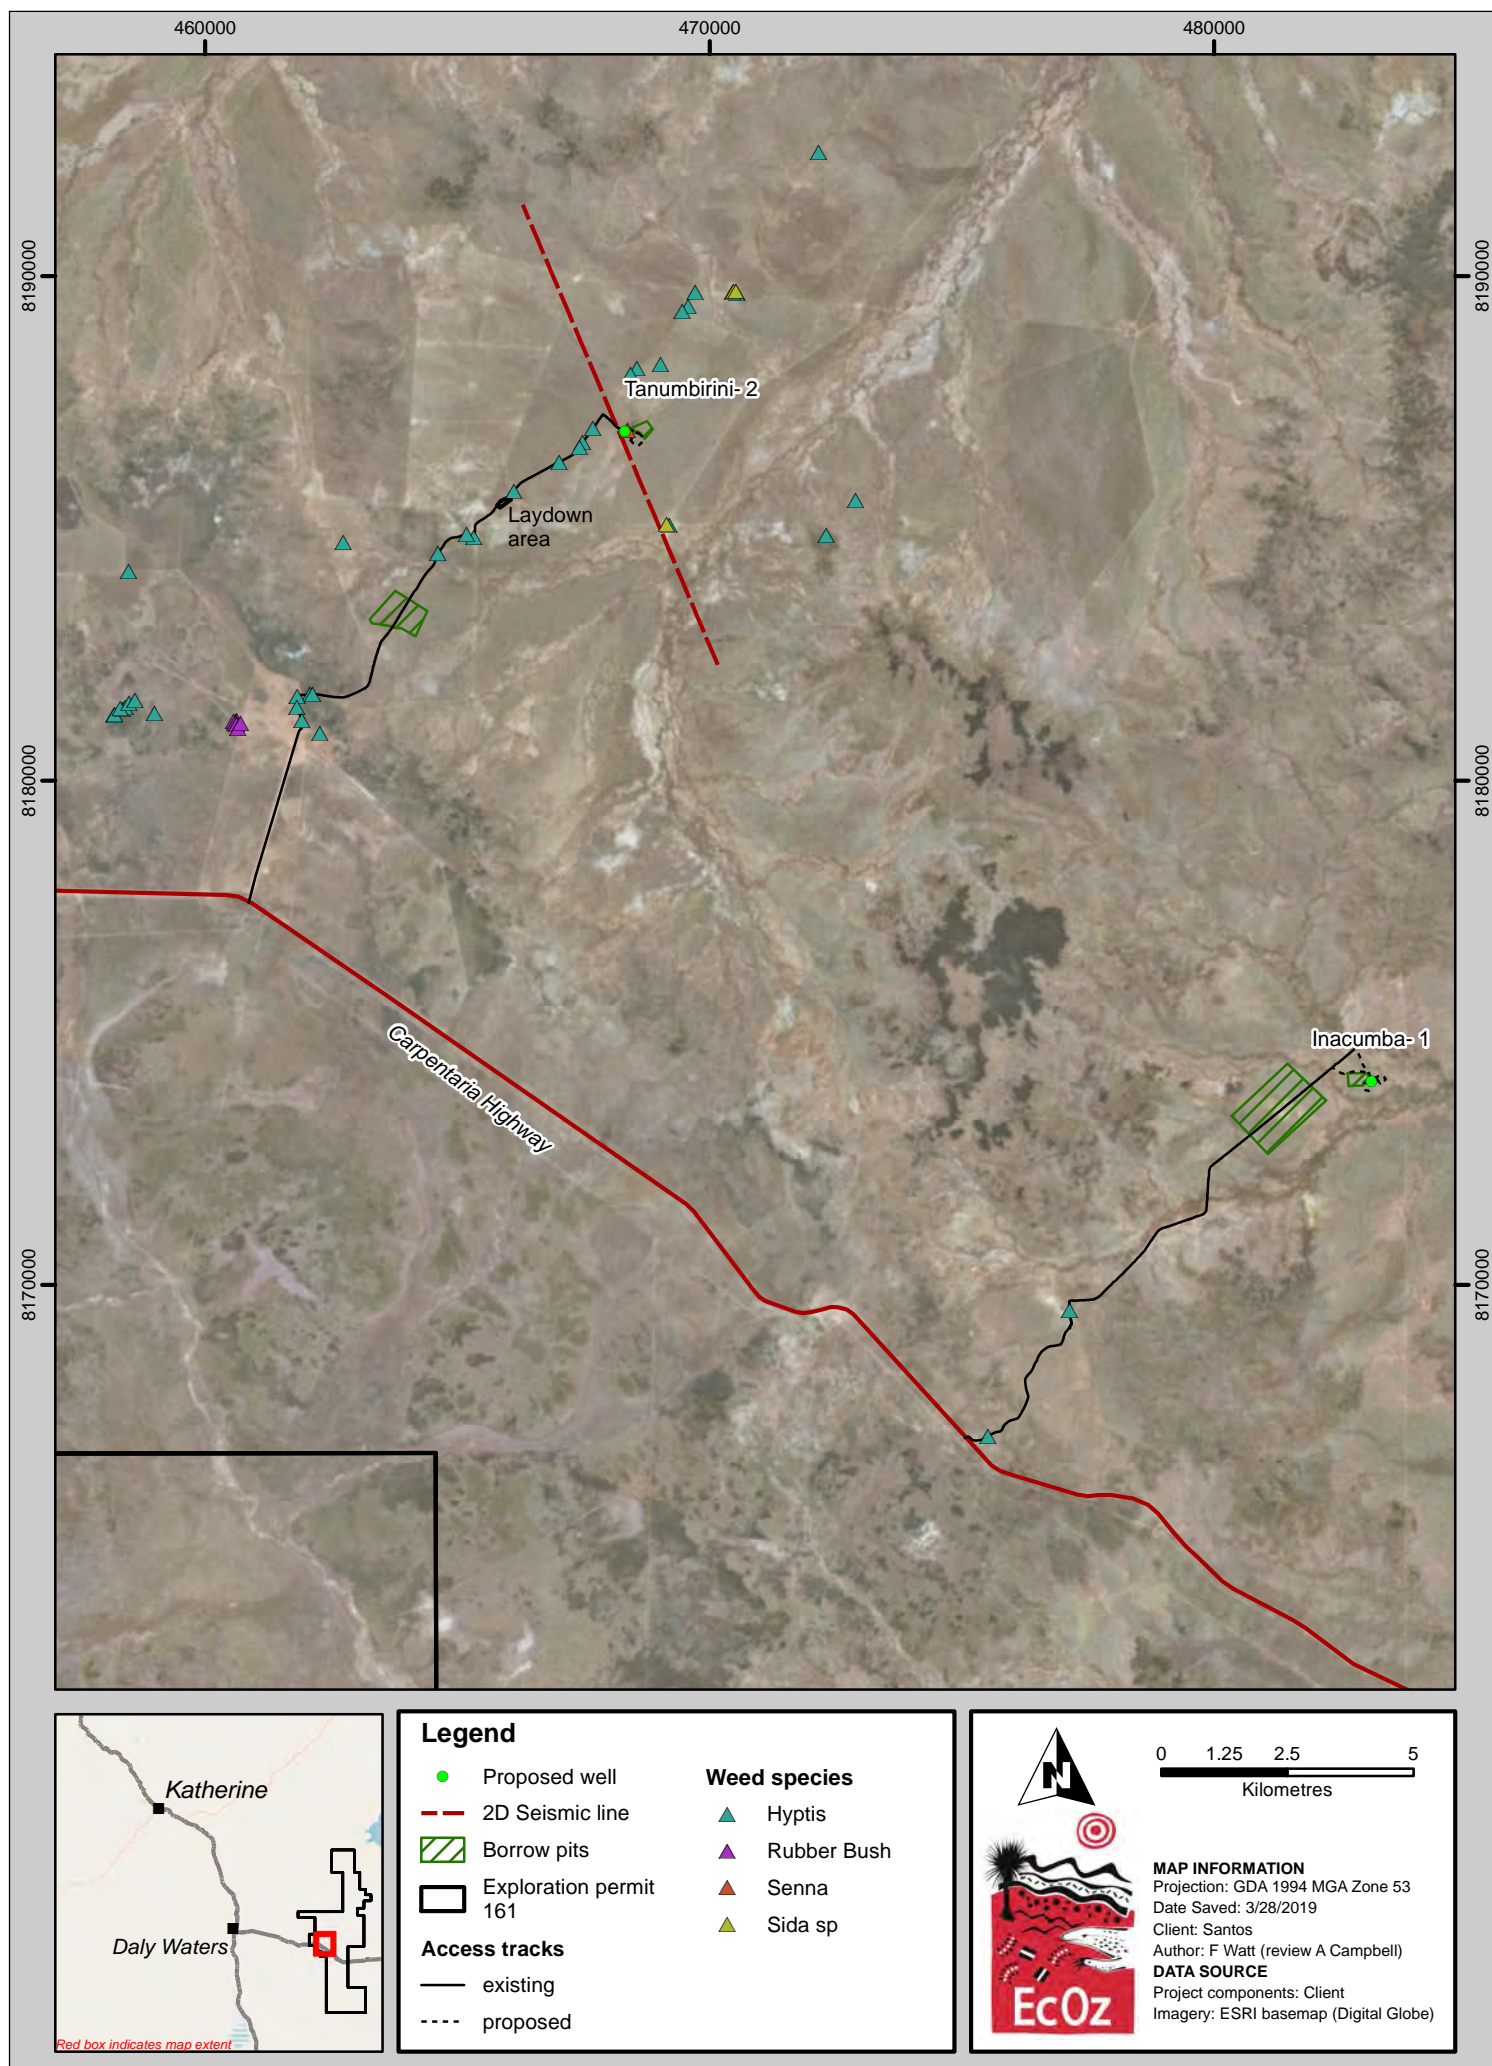 460000
470000
480000
8190000
8190000
Tanumbirini- 2
Laydown
area
8180000
8180000
Carpentaria Highway
Inacumba- 1
8170000
8170000
Katherine
Daly Waters
Red box indicates map extent
Legend
Proposed well
2D Seismic line
Borrow pits
Exploration permit
161
Access tracks
existing
proposed
Weed species
Hyptis
Rubber Bush
Senna
Sida sp
N
0 1.25 2.5 5
Kilometres
EcOz
MAP INFORMATION
Projection: GDA 1994 MGA Zone 53
Date Saved: 3/28/2019
Client: Santos
Author: F Watt (review A Campbell)
DATA SOURCE
Project components: Client
Imagery: ESRI basemap (Digital Globe)